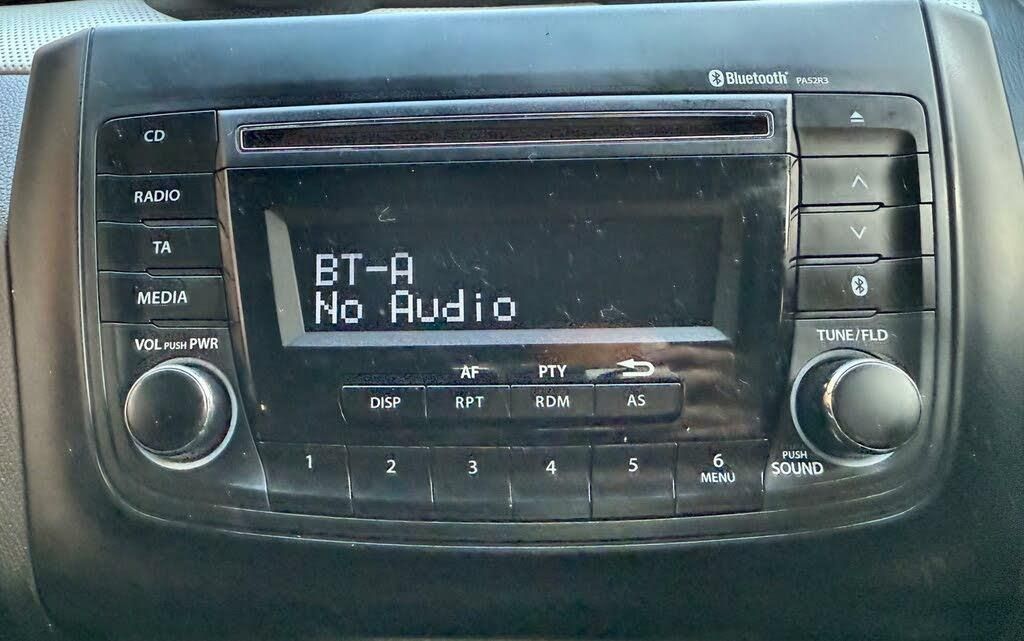 Bluetooth® PA52R3
CD
RADIO
TA
MEDIA
VOL PUSH PWR
BT-A
No Audio
AF PTY
DISP RPT RDM AS
1 2 3 4 5 6
MENU
TUNE/FLD
PUSH
SOUND